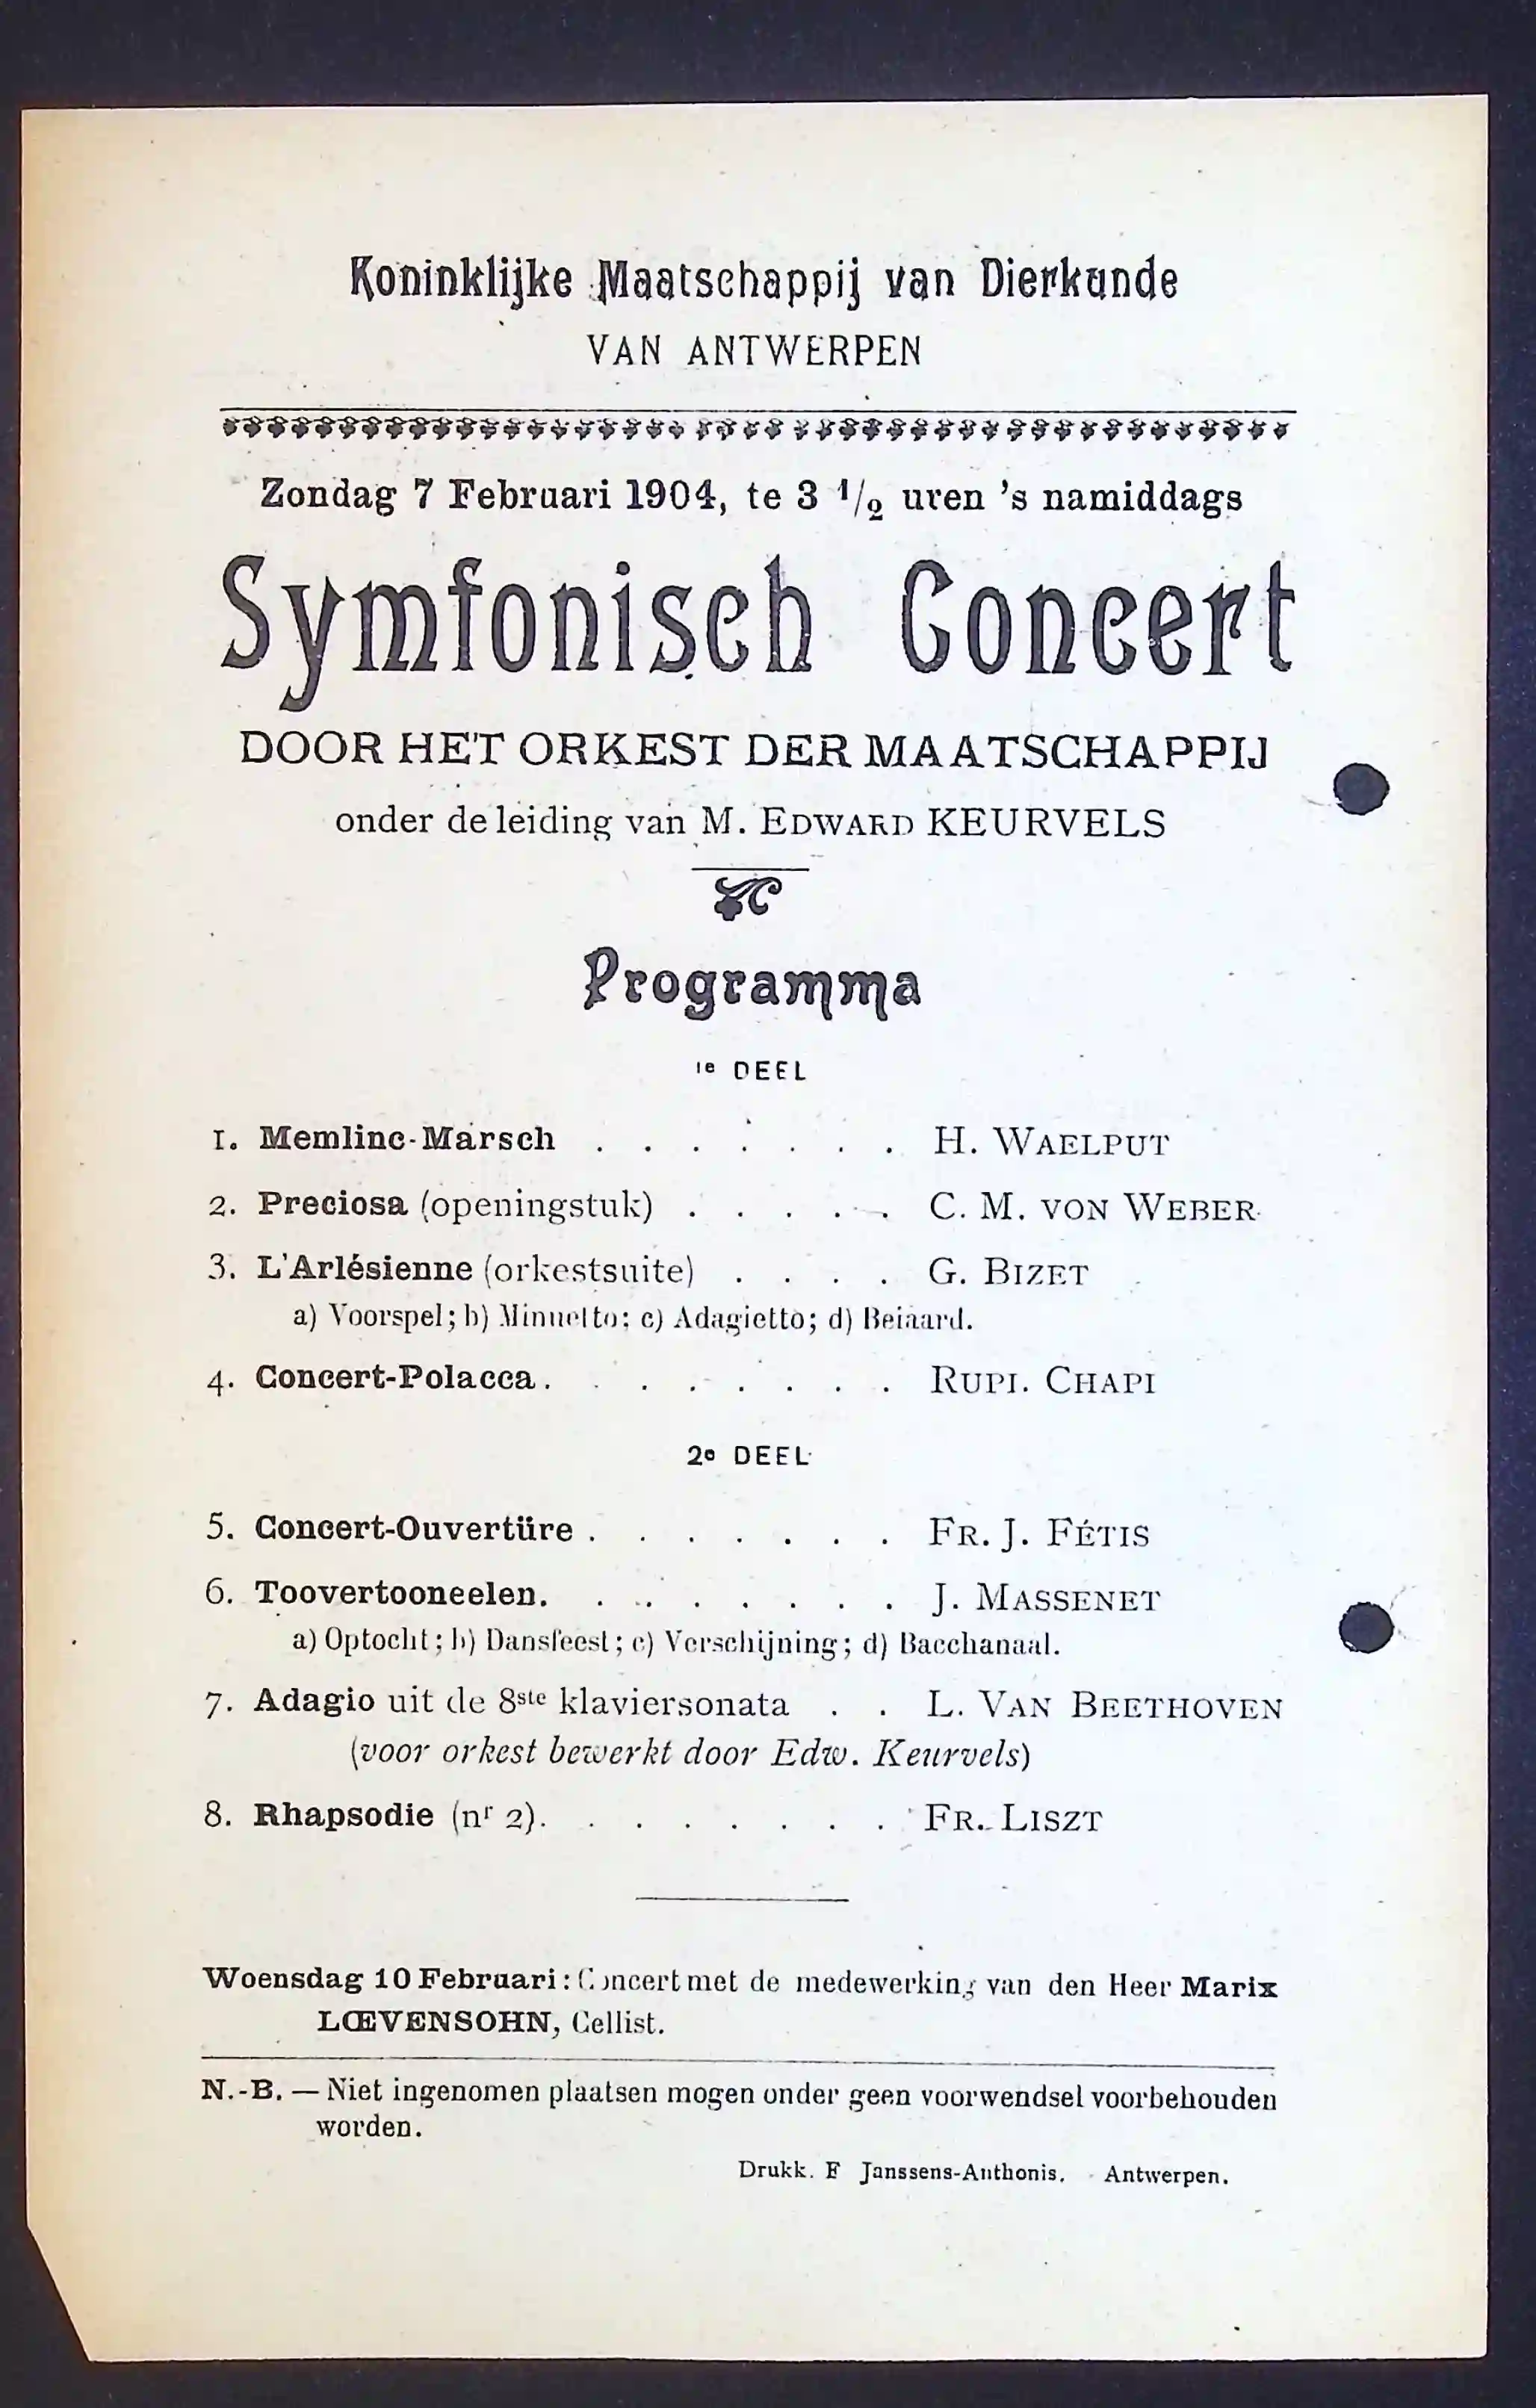 Koninklijke Maatschappij van Dierkunde
VAN ANTWERPEN
Zondag 7 Februari 1904, te 3 1/2 uren 's namiddags
Symfonisch Concert
DOOR HET ORKEST DER MAATSCHAPPIJ
onder de leiding van M. EDWARD KEURVELS
Programma
1e DEEL
1. Memlinc-Marsch . . . . . . . H. WAELPUT
2. Preciosa (openingstuk) . . . . . C. M. VON WEBER
3. L'Arlésienne (orkestsuite) . . . . G. BIZET
a) Voorspel; b) Minuetto; c) Adagietto; d) Beiaard.
4. Concert-Polacca . . . . . . . . RUPI. CHAPI
2e DEEL
5. Concert-Ouvertüre . . . . . . . FR. J. FÉTIS
6. Toovertooneelen. . . . . . . . J. MASSENET
a) Optocht; b) Dansfeest; c) Verschijning; d) Bacchanaal.
7. Adagio uit de 8ste klaviersonata . . L. VAN BEETHOVEN
(voor orkest bewerkt door Edw. Keurvels)
8. Rhapsodie (nr 2). . . . . . . . FR. LISZT
Woensdag 10 Februari: Concert met de medewerking van den Heer Marix
LŒVENSOHN, Cellist.
N.-B. — Niet ingenomen plaatsen mogen onder geen voorwendsel voorbehouden
worden.
Drukk. F Janssens-Anthonis. - Antwerpen.